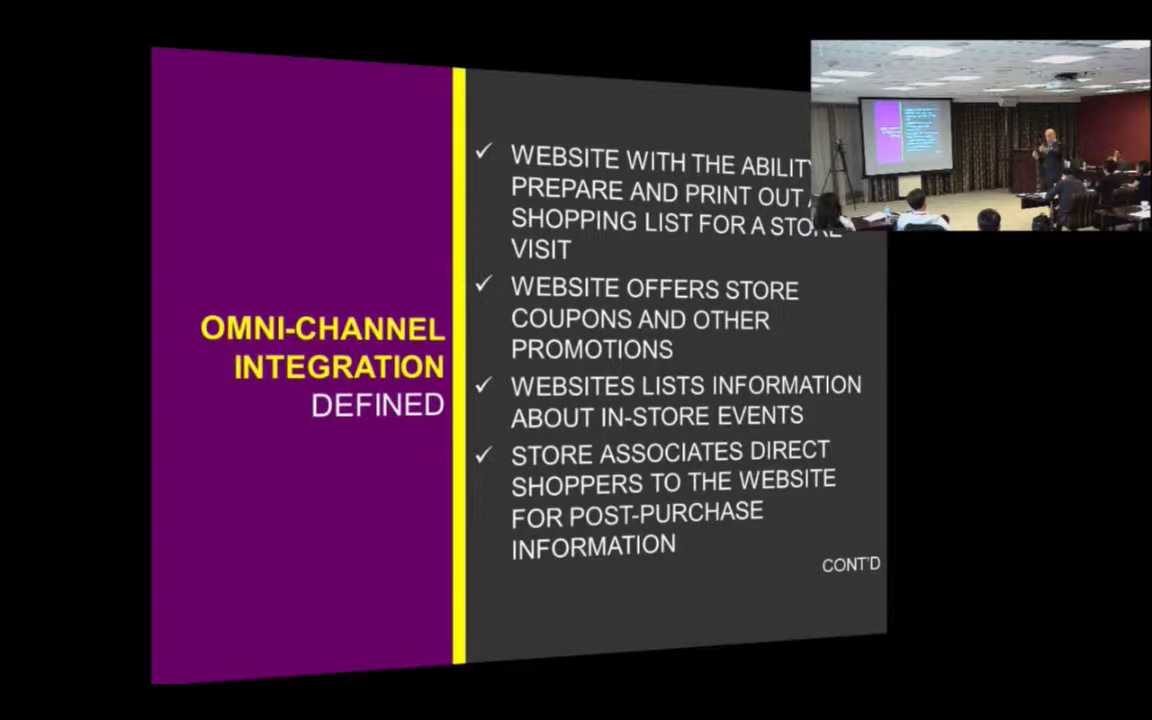 OMNI-CHANNEL
INTEGRATION
DEFINED
✓ WEBSITE WITH THE ABILITY
PREPARE AND PRINT OUT
SHOPPING LIST FOR A STORE
VISIT
✓ WEBSITE OFFERS STORE
COUPONS AND OTHER
PROMOTIONS
✓ WEBSITES LISTS INFORMATION
ABOUT IN-STORE EVENTS
✓ STORE ASSOCIATES DIRECT
SHOPPERS TO THE WEBSITE
FOR POST-PURCHASE
INFORMATION
CONT'D